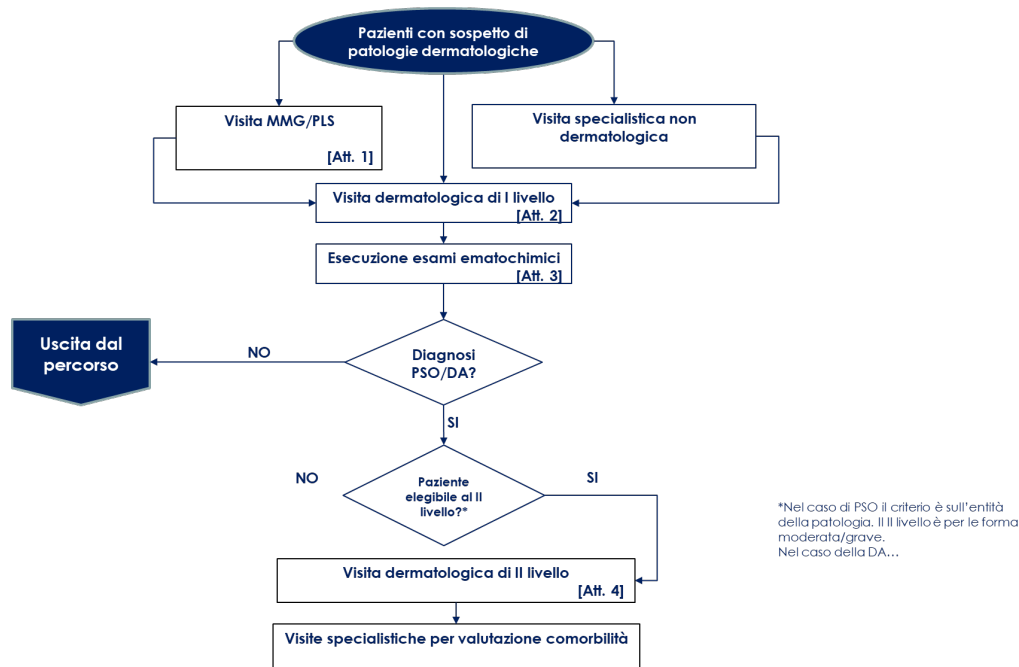 Pazienti con sospetto di
patologie dermatologiche
Visita MMG/PLS
[Att. 1]
Visita specialistica non
dermatologica
Visita dermatologica di I livello
[Att. 2]
Esecuzione esami ematochimici
[Att. 3]
Uscita dal
percorso
NO
Diagnosi
PSO/DA?
SI
NO
Paziente
elegibile al II
livello?*
SI
*Nel caso di PSO il criterio è sull'entità
della patologia. Il II livello è per le forma
moderata/grave.
Nel caso della DA…
Visita dermatologica di II livello
[Att. 4]
Visite specialistiche per valutazione comorbilità